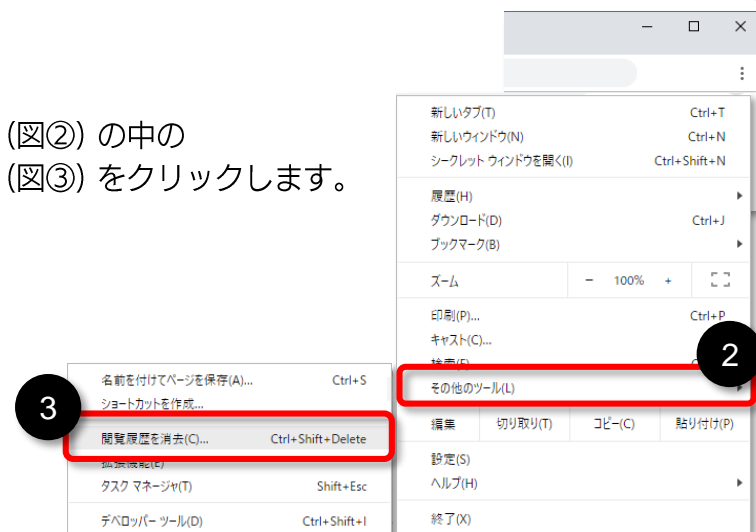 (図②) の中の
(図③) をクリックします。
新しいタブ(T) Ctrl+T
新しいウィンドウ(N) Ctrl+N
シークレット ウィンドウを開く(I) Ctrl+Shift+N
履歴(H)
ダウンロード(D) Ctrl+J
ブックマーク(B)
ズーム − 100% +
印刷(P)... Ctrl+P
キャスト(C)...
検索(F)...
2
その他のツール(L)
編集 切り取り(T) コピー(C) 貼り付け(P)
設定(S)
ヘルプ(H)
終了(X)
名前を付けてページを保存(A)... Ctrl+S
3
ショートカットを作成...
閲覧履歴を消去(C)... Ctrl+Shift+Delete
拡張機能(E)
タスク マネージャ(T) Shift+Esc
デベロッパー ツール(D) Ctrl+Shift+I